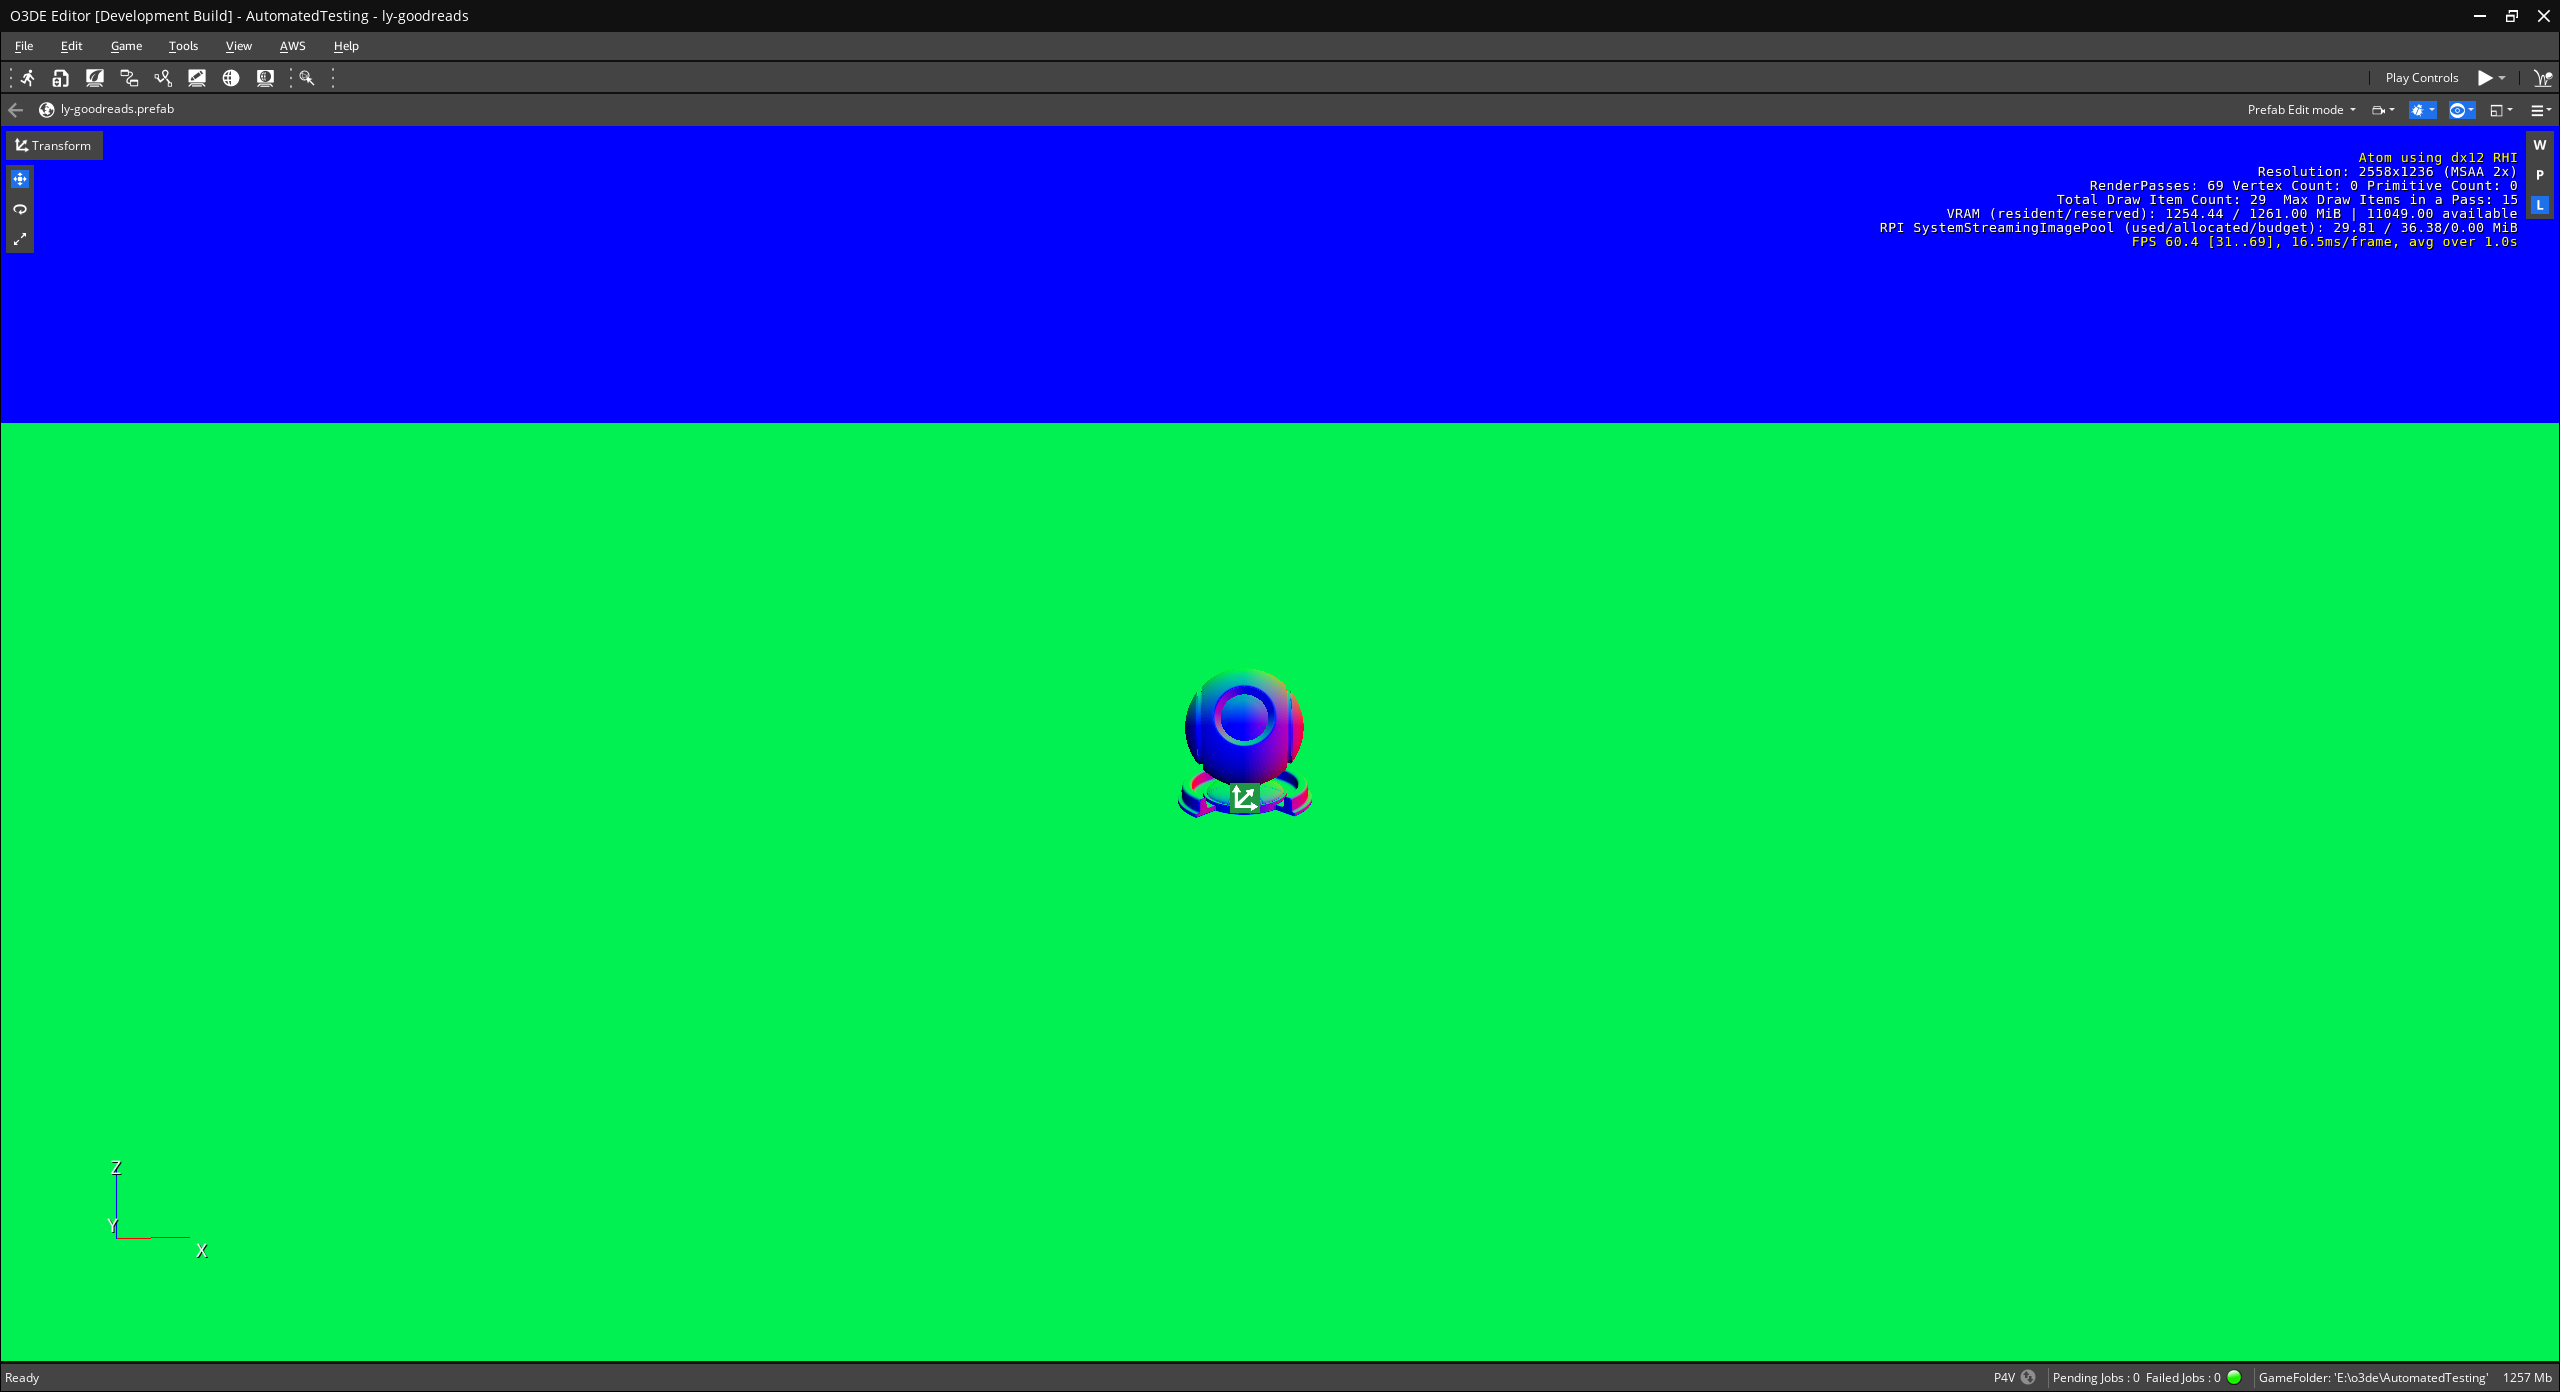 O3DE Editor [Development Build] - AutomatedTesting - ly-goodreads
File Edit Game Tools View AWS Help
Play Controls
ly-goodreads.prefab
Prefab Edit mode
Transform
Atom using dx12 RHI
Resolution: 2558x1236 (MSAA 2x)
RenderPasses: 69 Vertex Count: 0 Primitive Count: 0
Total Draw Item Count: 29  Max Draw Items in a Pass: 15
VRAM (resident/reserved): 1254.44 / 1261.00 MiB | 11049.00 available
RPI SystemStreamingImagePool (used/allocated/budget): 29.81 / 36.38/0.00 MiB
FPS 60.4 [31..69], 16.5ms/frame, avg over 1.0s
W
P
L
Z
Y
X
Ready
P4V
Pending Jobs : 0 Failed Jobs : 0
GameFolder: 'E:\o3de\AutomatedTesting'
1257 Mb